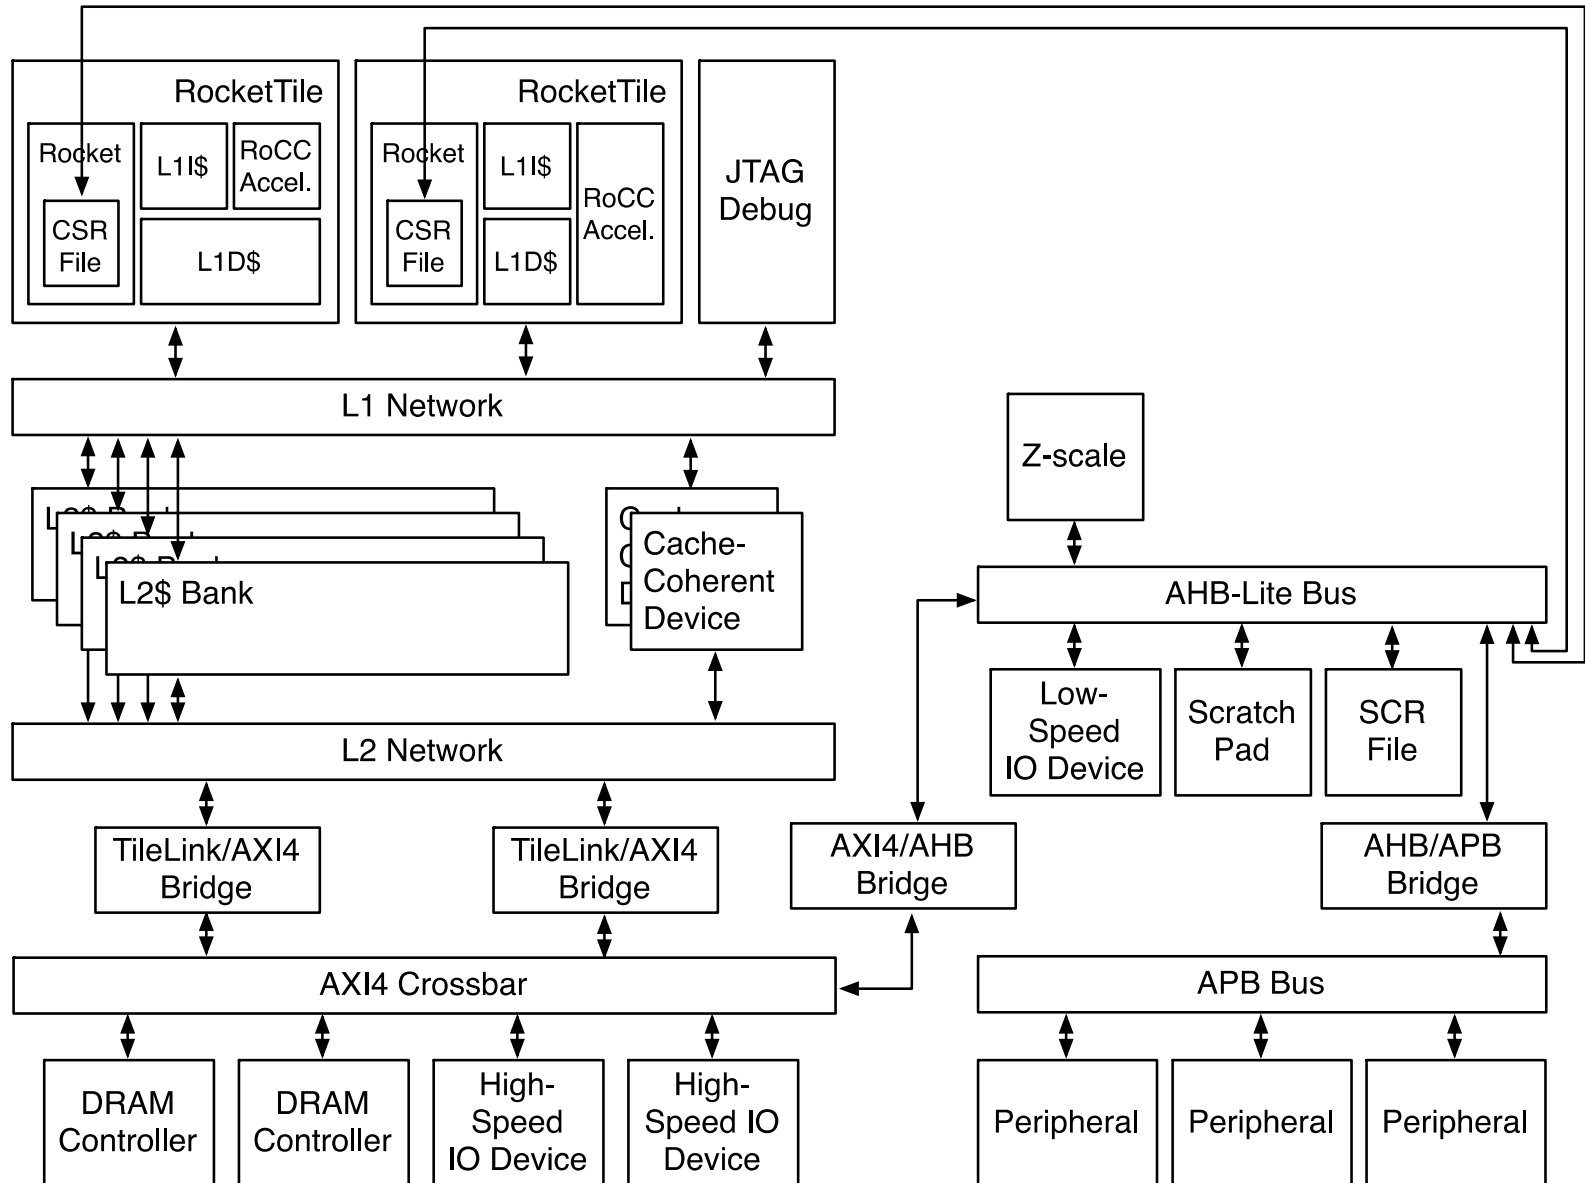 RocketTile
Rocket
CSR
File
L1I$
RoCC
Accel.
L1D$
RocketTile
Rocket
CSR
File
L1I$
L1D$
RoCC
Accel.
JTAG
Debug
L1 Network
L2$ Bank
Cache-
Coherent
Device
L2 Network
TileLink/AXI4
Bridge
TileLink/AXI4
Bridge
AXI4/AHB
Bridge
AXI4 Crossbar
DRAM
Controller
DRAM
Controller
High-
Speed
IO Device
High-
Speed IO
Device
Z-scale
AHB-Lite Bus
Low-
Speed
IO Device
Scratch
Pad
SCR
File
AHB/APB
Bridge
APB Bus
Peripheral
Peripheral
Peripheral